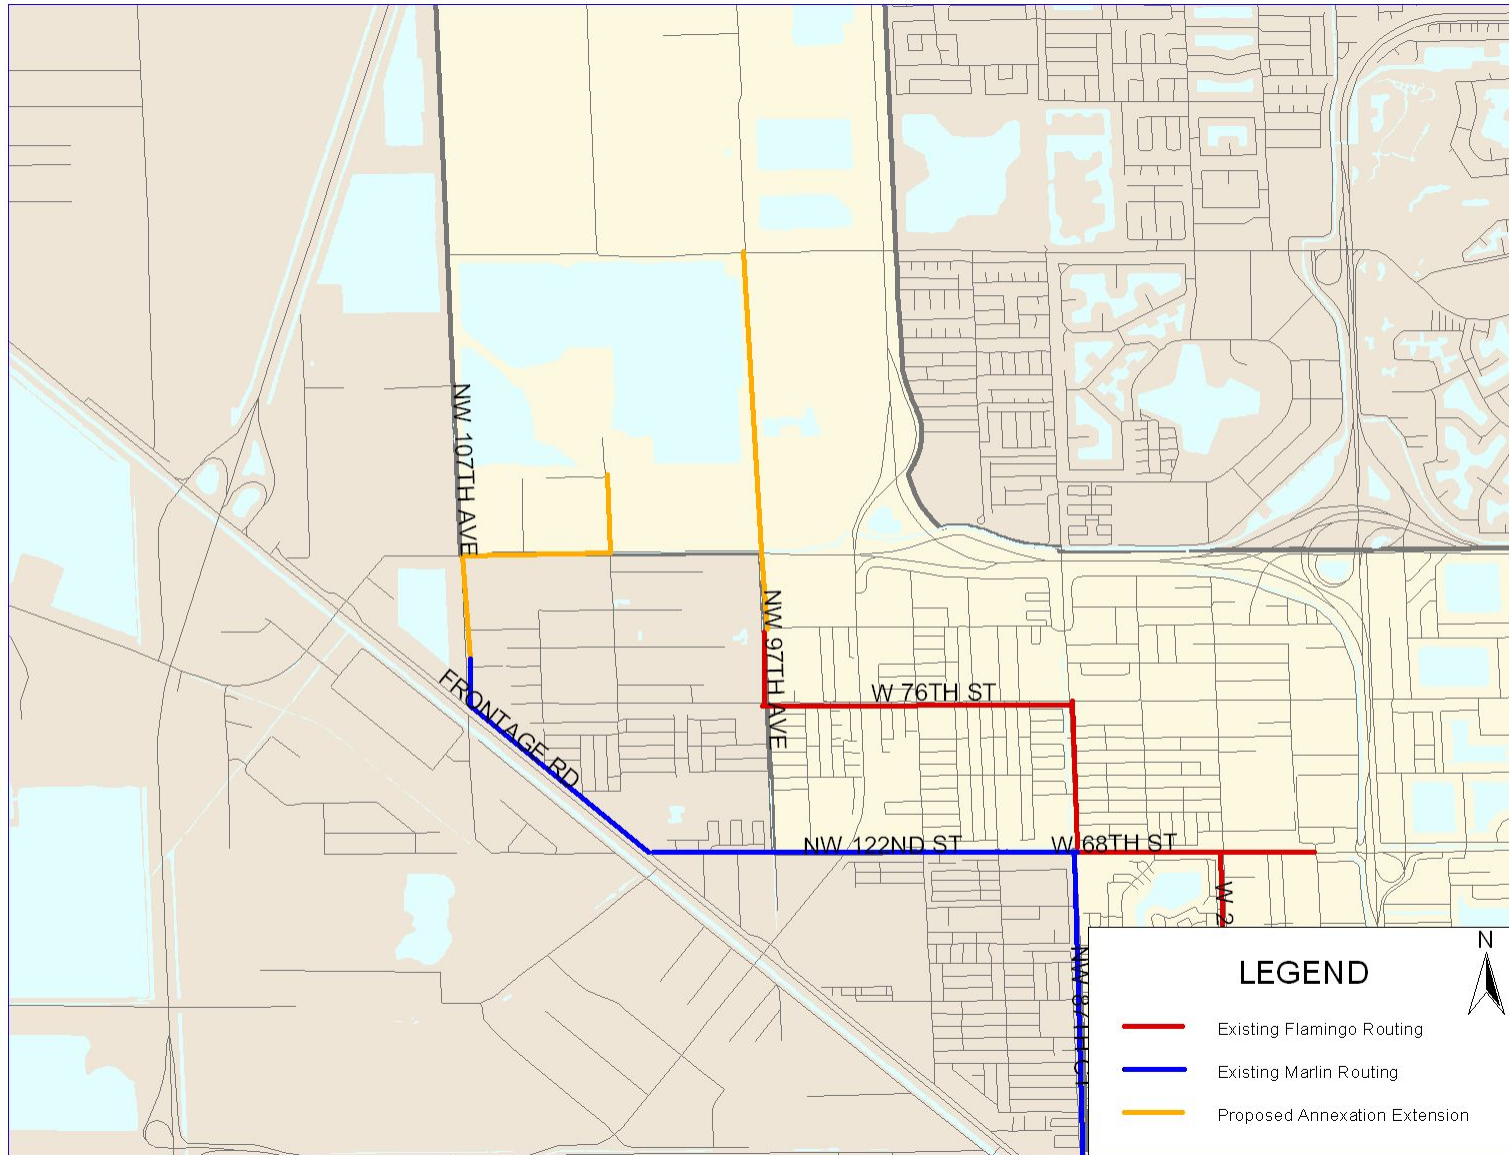 NW 107TH AVE
NW 97TH AVE
FRONTAGE RD
W 76TH ST
NW 122ND ST
W 68TH ST
W 2
N
LEGEND
Existing Flamingo Routing
Existing Marlin Routing
Proposed Annexation Extension